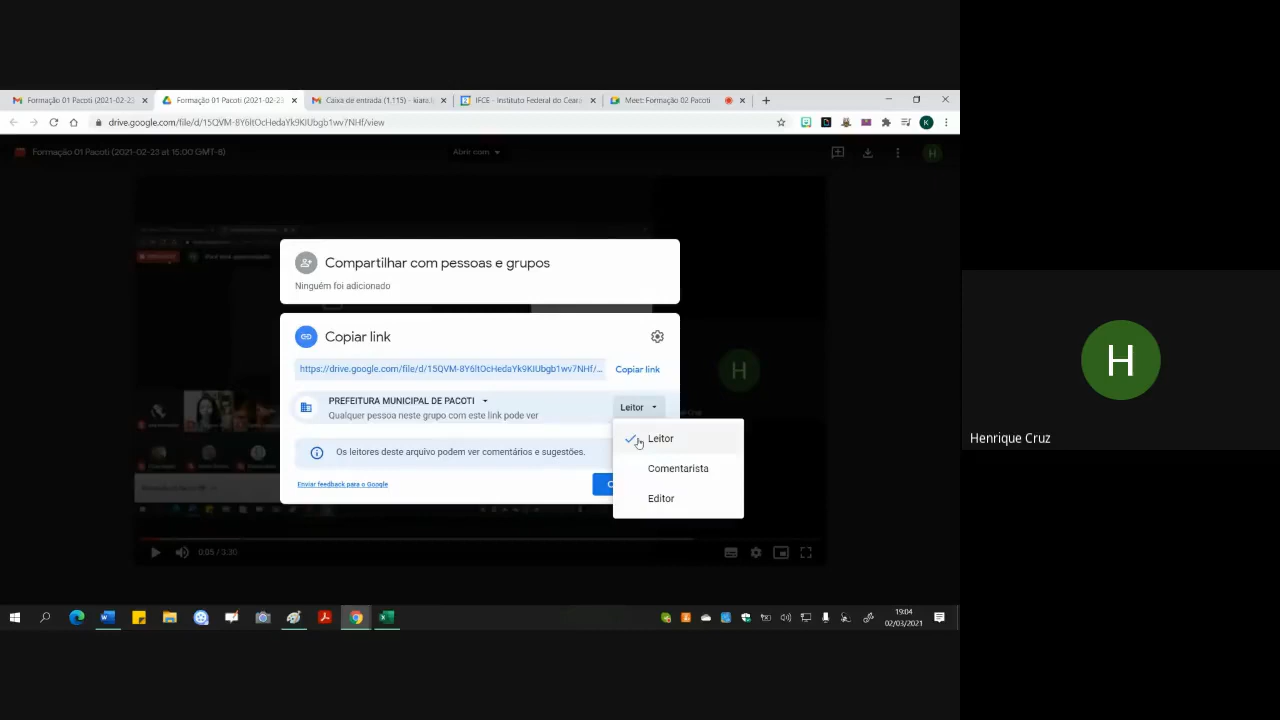 Formação 01 Pacoti (2021-02-23
Formação 01 Pacoti (2021-02-23
Caixa de entrada (1.115) - kiara.l
IFCE - Instituto Federal do Ceará
Meet: Formação 02 Pacoti
drive.google.com/file/d/15QVM-8Y6ltOcHedaYk9KIUbgb1wv7NHf/view
K
Formação 01 Pacoti (2021-02-23 at 15:00 GMT-8)
Abrir com
H
Compartilhar com pessoas e grupos
Ninguém foi adicionado
Copiar link
https://drive.google.com/file/d/15QVM-8Y6ltOcHedaYk9KIUbgb1wv7NHf/...
Copiar link
PREFEITURA MUNICIPAL DE PACOTI
Qualquer pessoa neste grupo com este link pode ver
Leitor
Leitor
Comentarista
Editor
Os leitores deste arquivo podem ver comentários e sugestões.
Enviar feedback para o Google
C
H
0:05 / 3:30
19:04
02/03/2021
H
Henrique Cruz